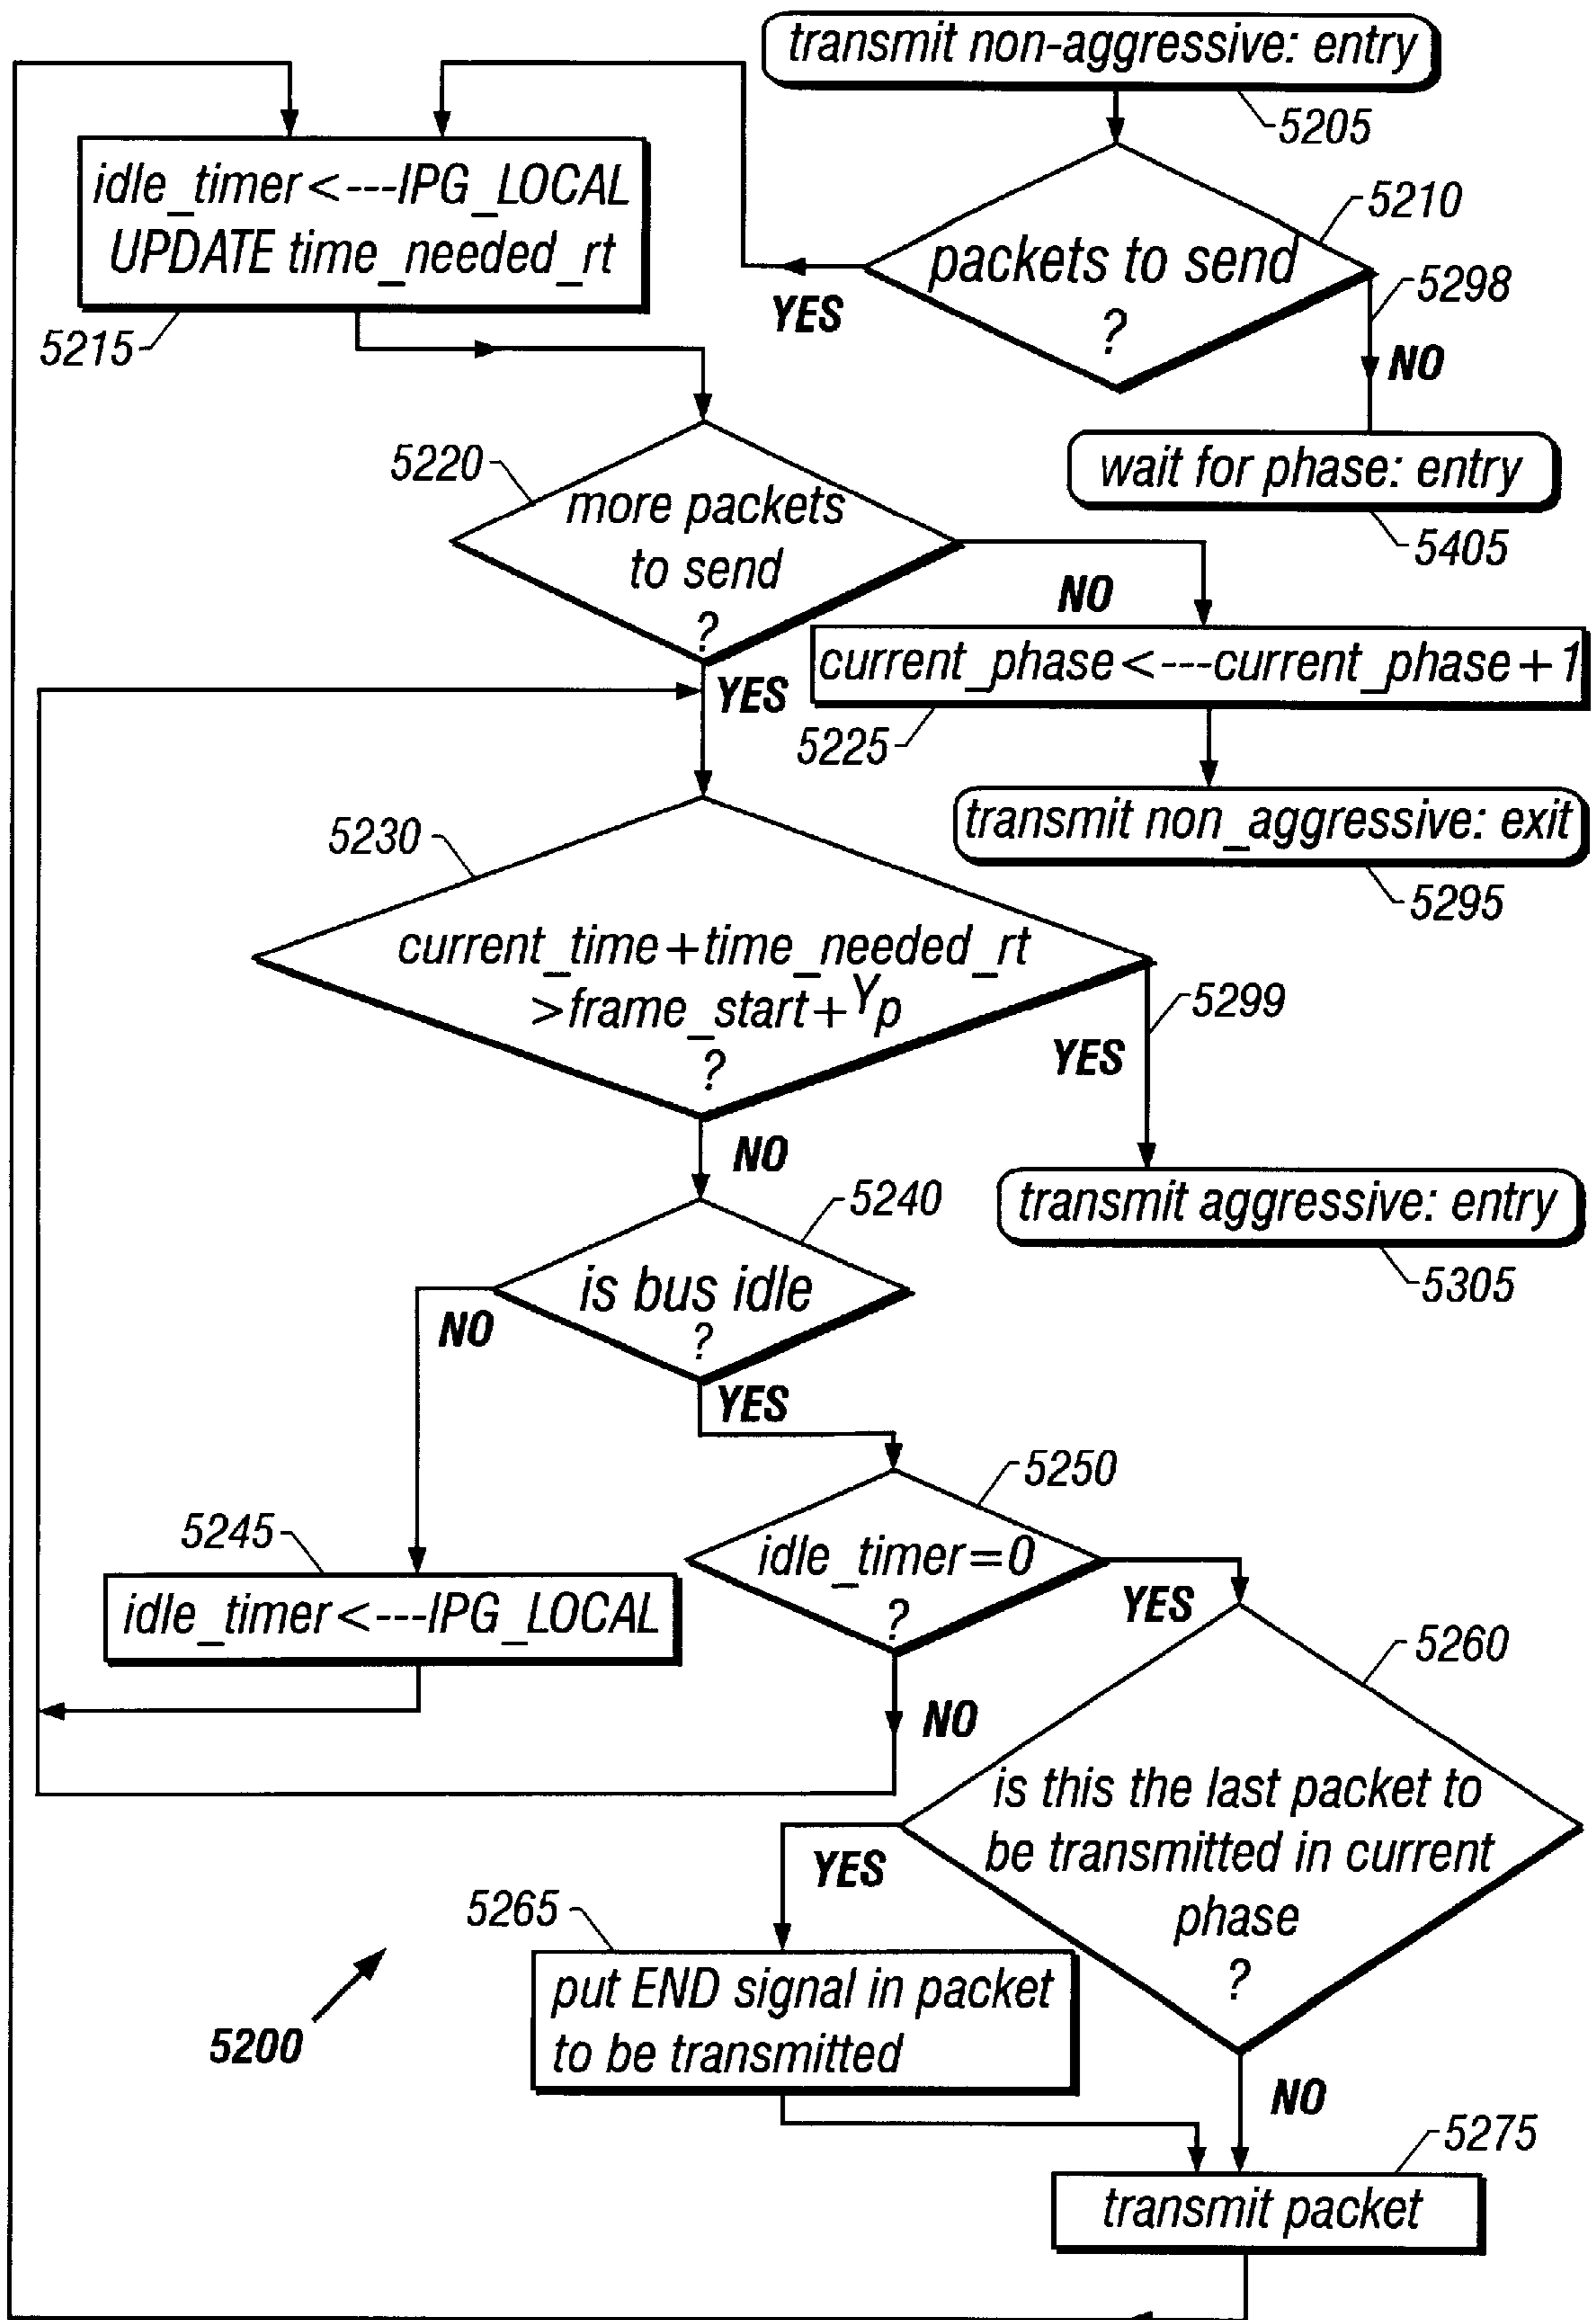 transmit non-aggressive: entry
5205
idle_timer<---IPG_LOCAL
UPDATE time_needed_rt
5215
5210
packets to send
?
YES
5298
NO
wait for phase: entry
5405
5220
more packets
to send
?
NO
YES
current_phase<---current_phase+1
5225
transmit non_aggressive: exit
5295
5230
current_time+time_needed_rt
>frame_start+Yp
?
5299
YES
NO
transmit aggressive: entry
5305
5240
is bus idle
?
NO
YES
5250
idle_timer=0
?
YES
NO
5245
idle_timer<---IPG_LOCAL
5260
is this the last packet to
be transmitted in current
phase
?
YES
NO
5265
put END signal in packet
to be transmitted
5200
5275
transmit packet